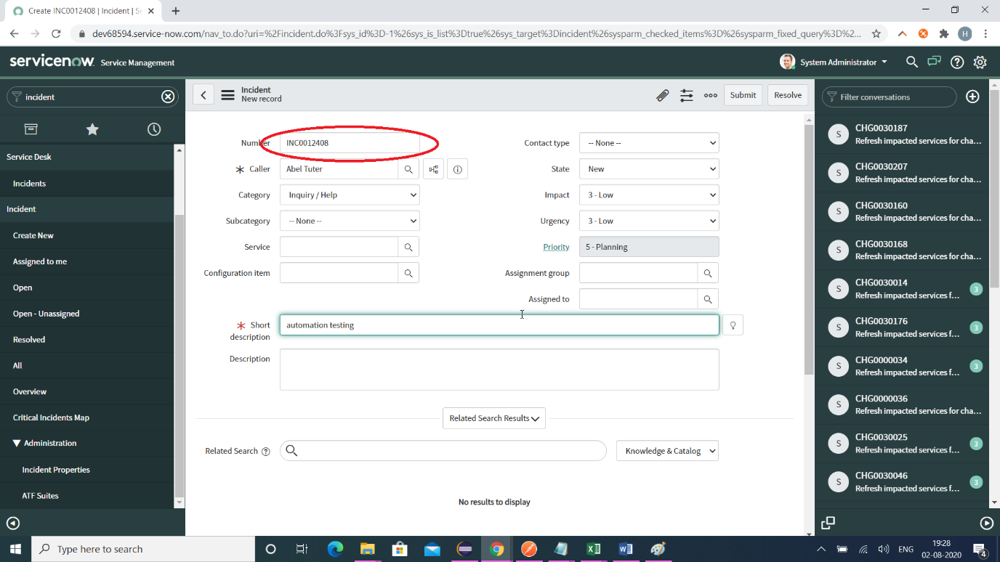 Create INC0012408 | Incident | Se
dev68594.service-now.com/nav_to.do?uri=%2Fincident.do%3Fsys_id%3D-1%26sys_is_list%3Dtrue%26sys_target%3Dincident%26sysparm_checked_items%3D%26sysparm_fixed_query%3D%2...
H
servicenow Service Management
System Administrator
incident
Service Desk
Incidents
Incident
Create New
Assigned to me
Open
Open - Unassigned
Resolved
All
Overview
Critical Incidents Map
Administration
Incident Properties
ATF Suites
Incident
New record
Submit
Resolve
Number INC0012408
Caller Abel Tuter
Category Inquiry / Help
Subcategory -- None --
Service
Configuration item
Contact type -- None --
State New
Impact 3 - Low
Urgency 3 - Low
Priority 5 - Planning
Assignment group
Assigned to
Short
description
automation testing
Description
Related Search Results
Related Search
Knowledge & Catalog
No results to display
Filter conversations
S CHG0030187
Refresh impacted services for cha...
S CHG0030207
Refresh impacted services for cha...
S CHG0030160
Refresh impacted services for cha...
S CHG0030168
Refresh impacted services for cha...
S CHG0030014
Refresh impacted services f... 3
S CHG0030176
Refresh impacted services f... 3
S CHG0000034
Refresh impacted services f... 3
S CHG0000036
Refresh impacted services for cha...
S CHG0030025
Refresh impacted services f... 3
S CHG0030046
Refresh impacted services f... 3
Type here to search
ENG
19:28
02-08-2020
4